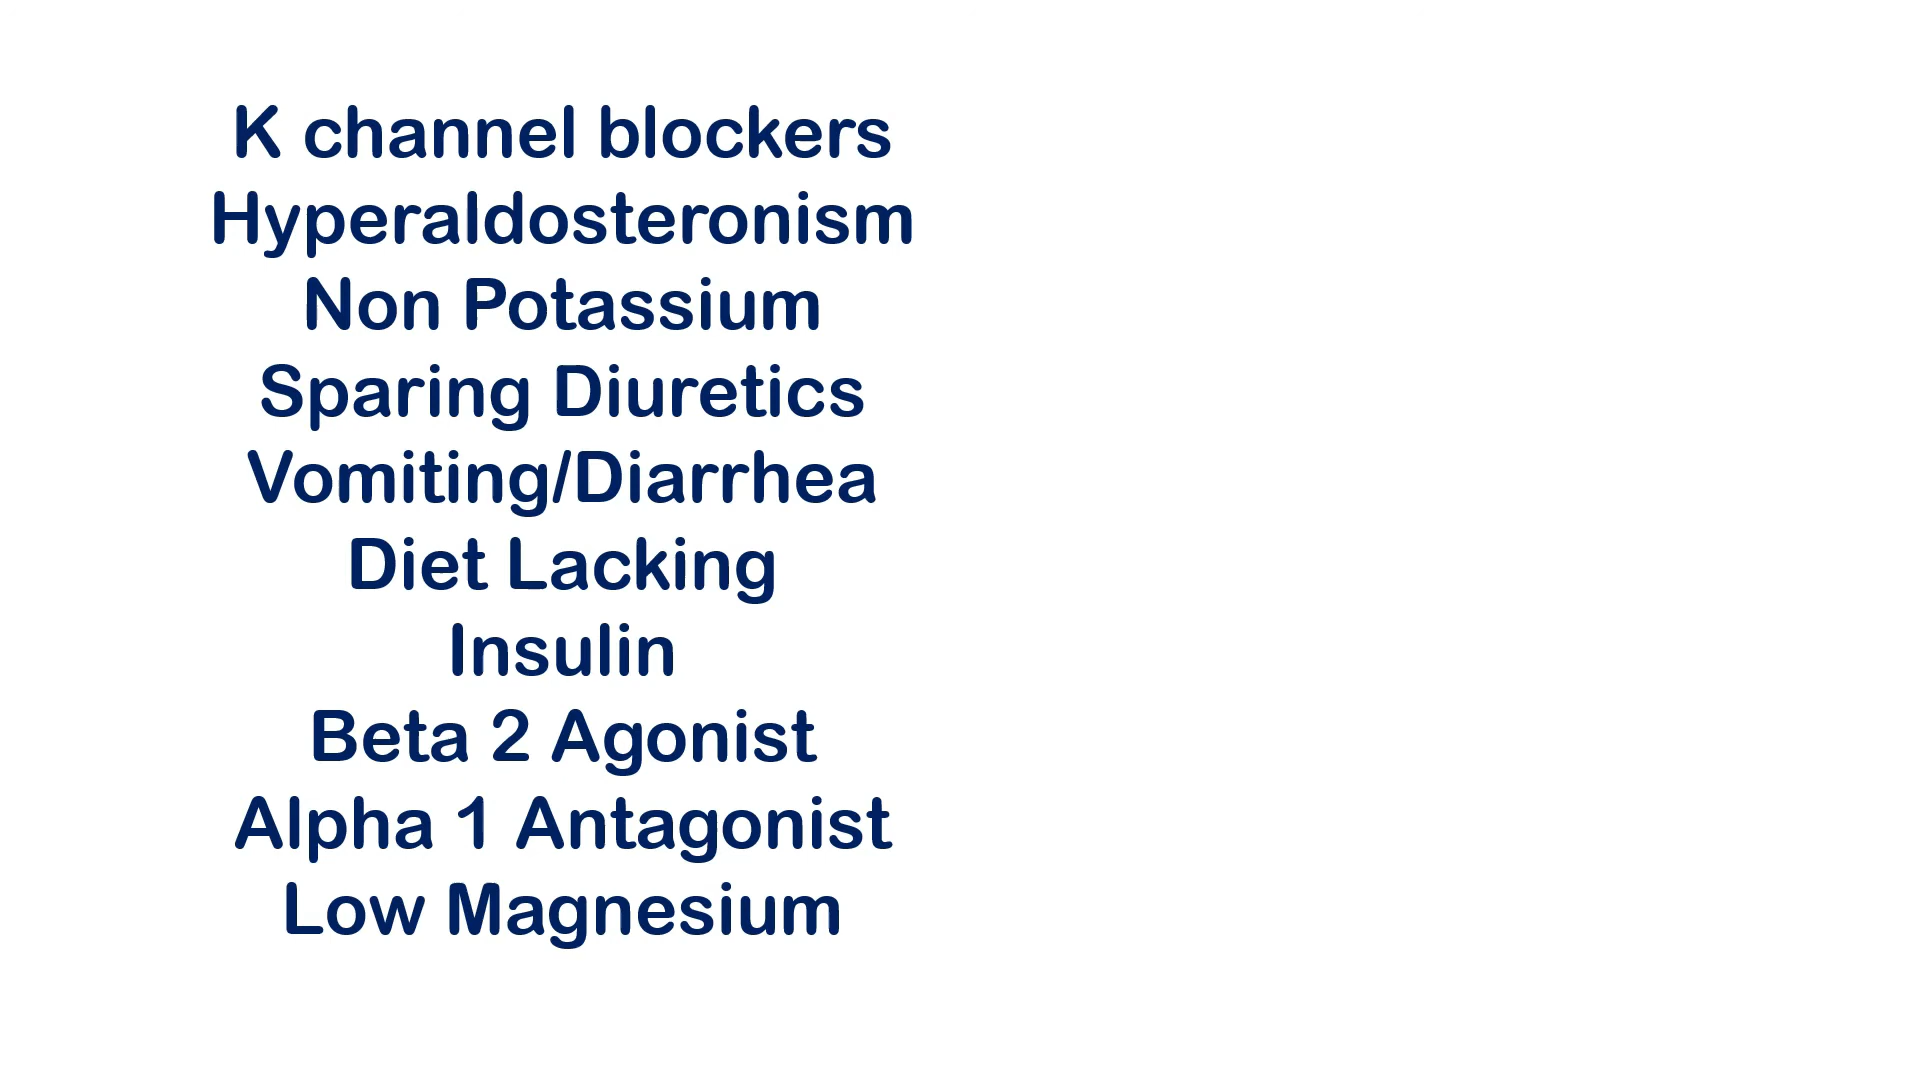 K channel blockers
Hyperaldosteronism
Non Potassium
Sparing Diuretics
Vomiting/Diarrhea
Diet Lacking
Insulin
Beta 2 Agonist
Alpha 1 Antagonist
Low Magnesium